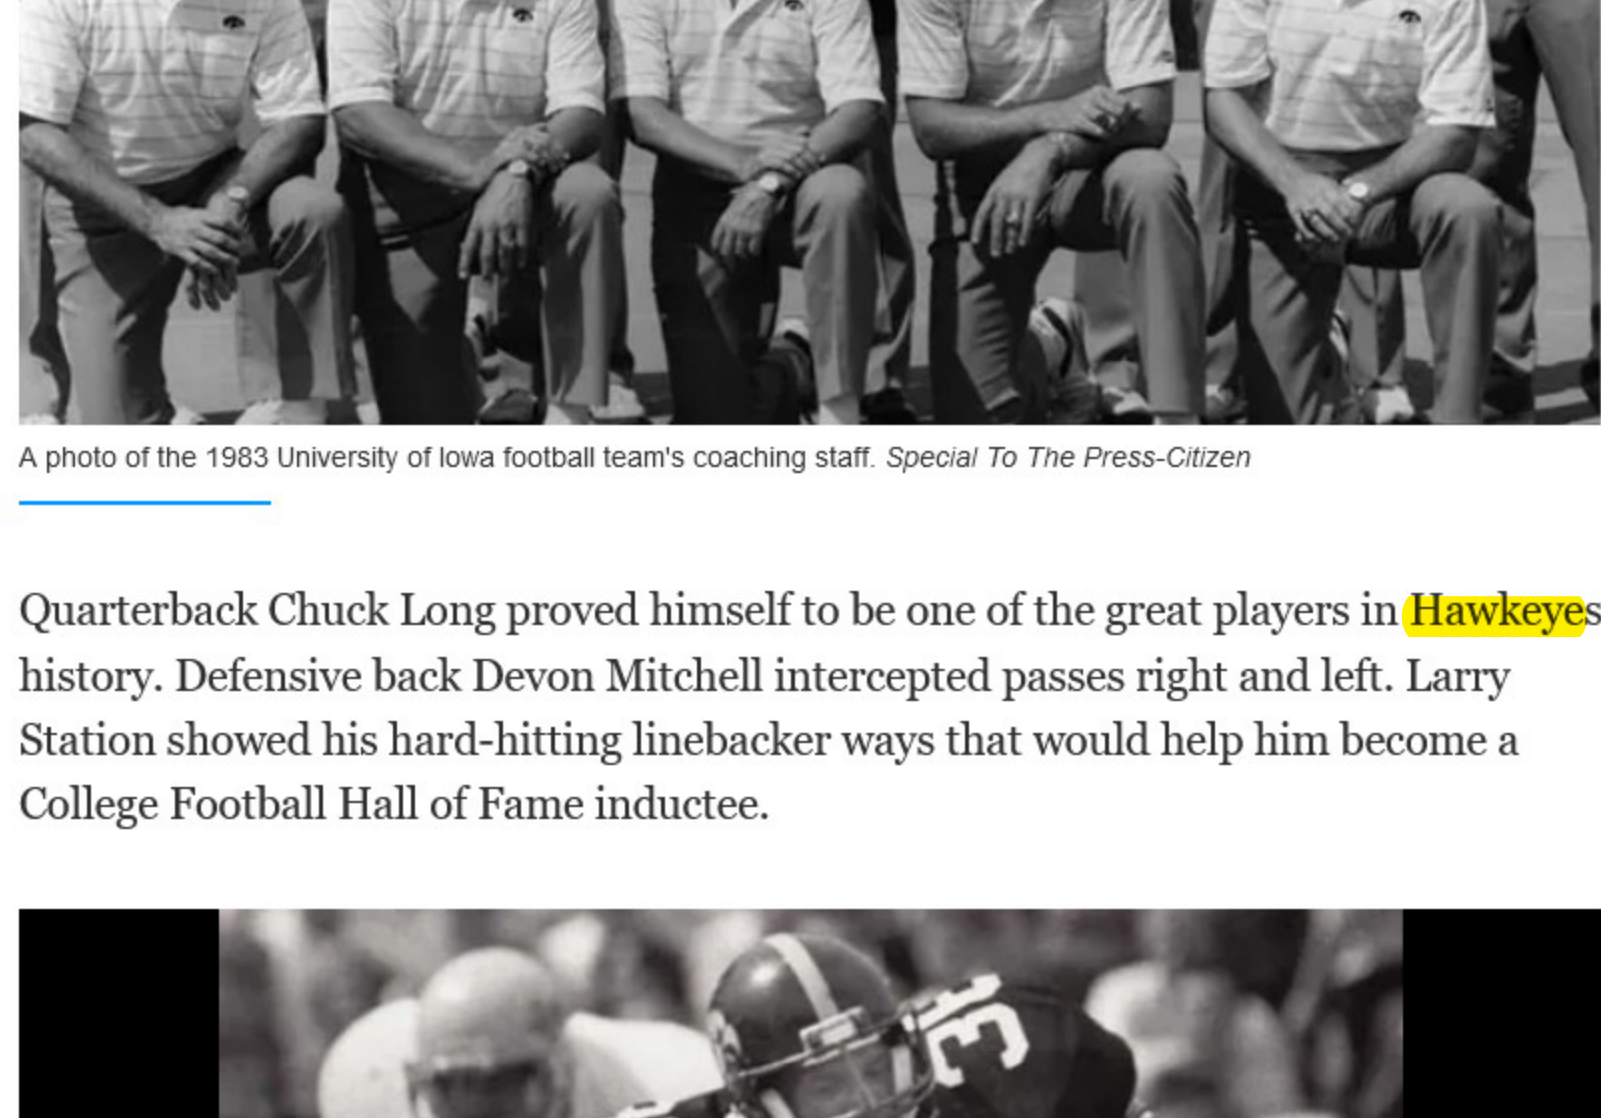 A photo of the 1983 University of Iowa football team's coaching staff. Special To The Press-Citizen
Quarterback Chuck Long proved himself to be one of the great players in Hawkeyes
history. Defensive back Devon Mitchell intercepted passes right and left. Larry
Station showed his hard-hitting linebacker ways that would help him become a
College Football Hall of Fame inductee.
36